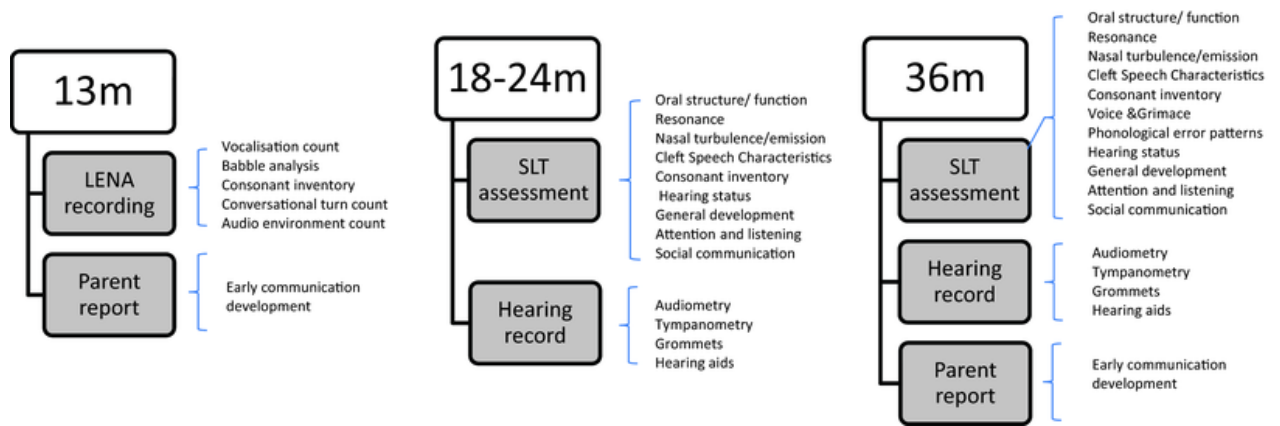 13m
LENA
recording
Vocalisation count
Babble analysis
Consonant inventory
Conversational turn count
Audio environment count
Parent
report
Early communication
development
18-24m
SLT
assessment
Oral structure/ function
Resonance
Nasal turbulence/emission
Cleft Speech Characteristics
Consonant inventory
Hearing status
General development
Attention and listening
Social communication
Hearing
record
Audiometry
Tympanometry
Grommets
Hearing aids
36m
SLT
assessment
Oral structure/ function
Resonance
Nasal turbulence/emission
Cleft Speech Characteristics
Consonant inventory
Voice &Grimace
Phonological error patterns
Hearing status
General development
Attention and listening
Social communication
Hearing
record
Audiometry
Tympanometry
Grommets
Hearing aids
Parent
report
Early communication
development